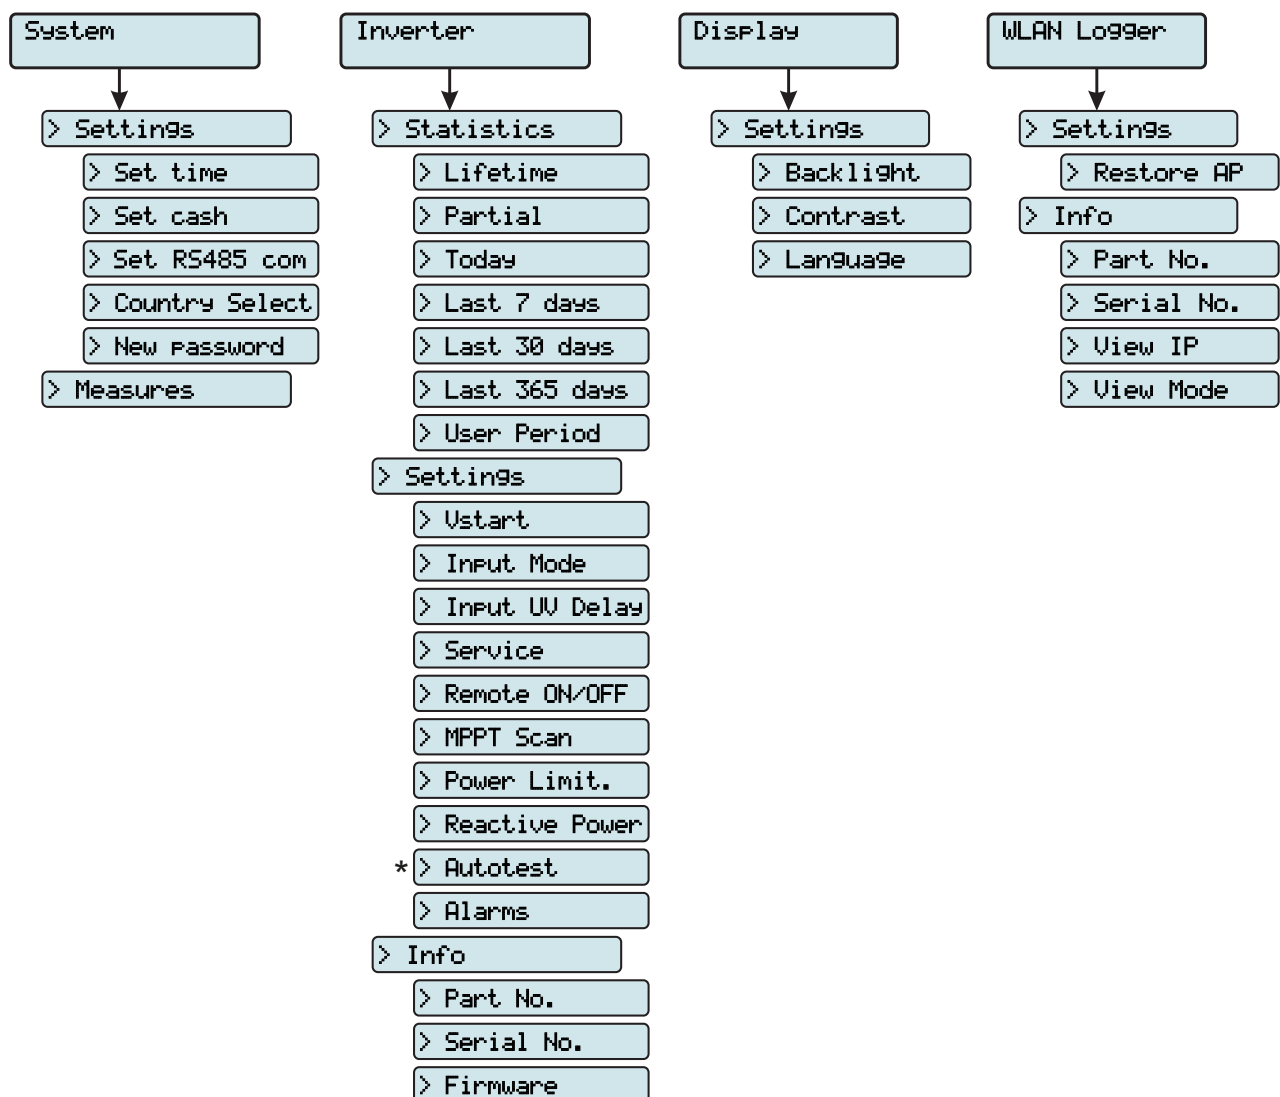 System
> Settings
> Set time
> Set cash
> Set RS485 com
> Country Select
> New password
> Measures
Inverter
> Statistics
> Lifetime
> Partial
> Today
> Last 7 days
> Last 30 days
> Last 365 days
> User Period
> Settings
> Vstart
> Input Mode
> Input UV Delay
> Service
> Remote ON/OFF
> MPPT Scan
> Power Limit.
> Reactive Power
* > Autotest
> Alarms
> Info
> Part No.
> Serial No.
> Firmware
Display
> Settings
> Backlight
> Contrast
> Language
WLAN Logger
> Settings
> Restore AP
> Info
> Part No.
> Serial No.
> View IP
> View Mode